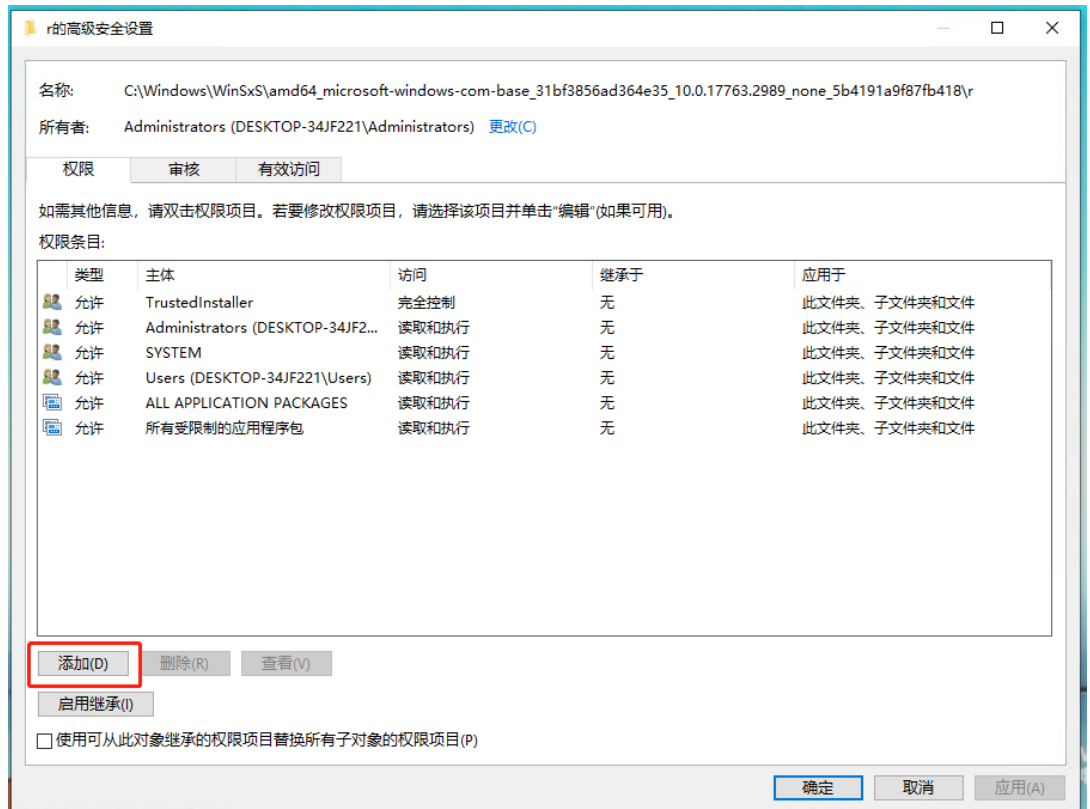 r的高级安全设置
名称: C:\Windows\WinSxS\amd64_microsoft-windows-com-base_31bf3856ad364e35_10.0.17763.2989_none_5b4191a9f87fb418\r
所有者: Administrators (DESKTOP-34JF221\Administrators) 更改(C)
权限 审核 有效访问
如需其他信息，请双击权限项目。若要修改权限项目，请选择该项目并单击“编辑”(如果可用)。
权限条目:
类型 主体 访问 继承于 应用于
允许 TrustedInstaller 完全控制 无 此文件夹、子文件夹和文件
允许 Administrators (DESKTOP-34JF2... 读取和执行 无 此文件夹、子文件夹和文件
允许 SYSTEM 读取和执行 无 此文件夹、子文件夹和文件
允许 Users (DESKTOP-34JF221\Users) 读取和执行 无 此文件夹、子文件夹和文件
允许 ALL APPLICATION PACKAGES 读取和执行 无 此文件夹、子文件夹和文件
允许 所有受限制的应用程序包 读取和执行 无 此文件夹、子文件夹和文件
添加(D) 删除(R) 查看(V)
启用继承(I)
使用可从此对象继承的权限项目替换所有子对象的权限项目(P)
确定 取消 应用(A)